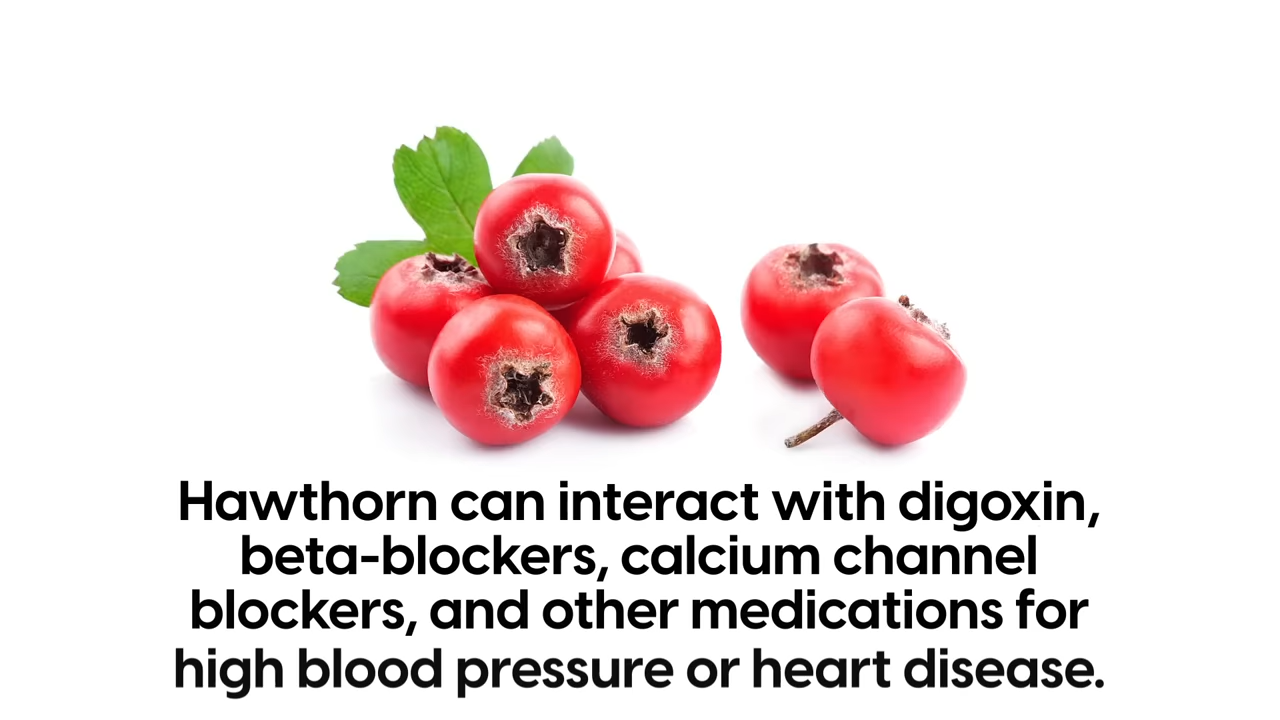 Hawthorn can interact with digoxin,
beta-blockers, calcium channel
blockers, and other medications for
high blood pressure or heart disease.